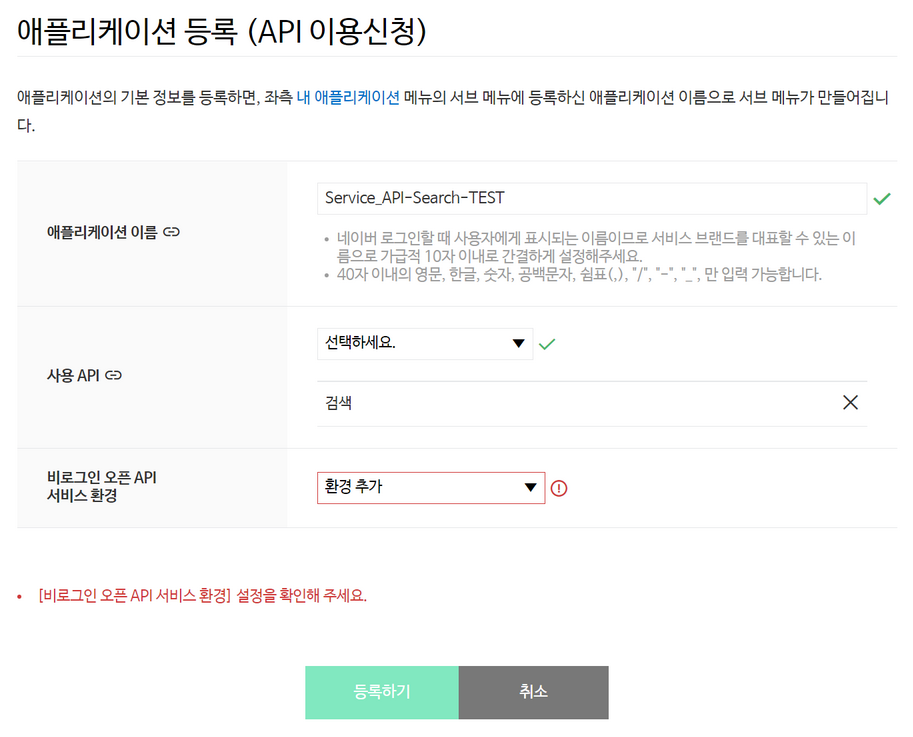 애플리케이션 등록 (API 이용신청)
애플리케이션의 기본 정보를 등록하면, 좌측 내 애플리케이션 메뉴의 서브 메뉴에 등록하신 애플리케이션 이름으로 서브 메뉴가 만들어집니
다.
애플리케이션 이름
Service_API-Search-TEST
• 네이버 로그인할 때 사용자에게 표시되는 이름이므로 서비스 브랜드를 대표할 수 있는 이
름으로 가급적 10자 이내로 간결하게 설정해주세요.
• 40자 이내의 영문, 한글, 숫자, 공백문자, 쉼표(,), "/", "-", "_", 만 입력 가능합니다.
사용 API
선택하세요.
검색
비로그인 오픈 API
서비스 환경
환경 추가
• [비로그인 오픈 API 서비스 환경] 설정을 확인해 주세요.
등록하기
취소